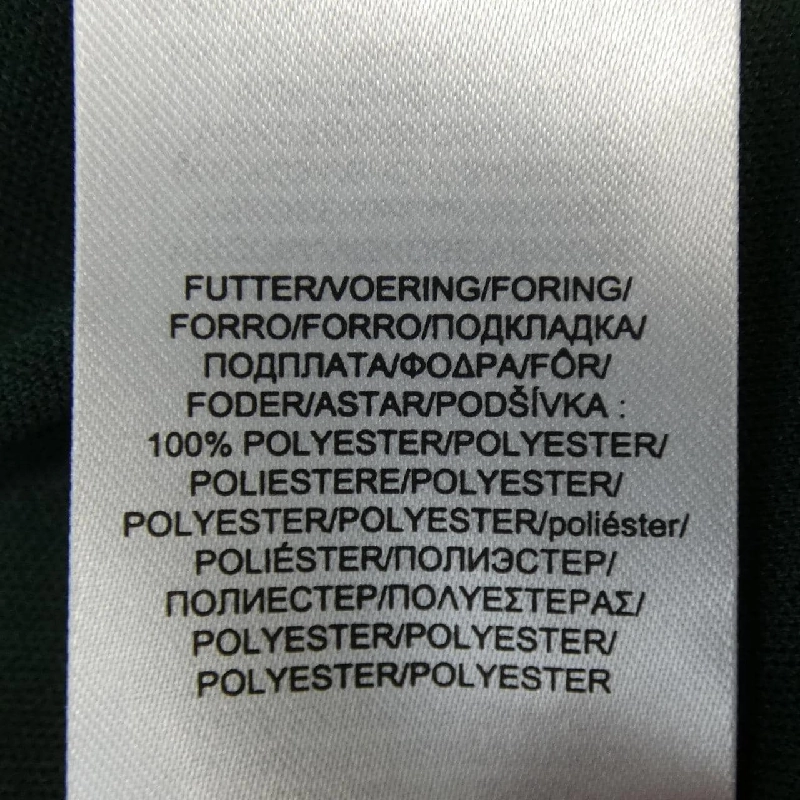 FUTTER/VOERING/FORING/
FORRO/FORRO/ПОДКЛАДКА/
ПОДПЛАТА/ΦΟΔΡΑ/FÔR/
FODER/ASTAR/PODŠÍVKA :
100% POLYESTER/POLYESTER/
POLIESTERE/POLYESTER/
POLYESTER/POLYESTER/poliéster/
POLIÉSTER/ПОЛИЭСТЕР/
ПОЛИЕСТЕР/ΠΟΛΥΕΣΤΕΡΑΣ/
POLYESTER/POLYESTER/
POLYESTER/POLYESTER